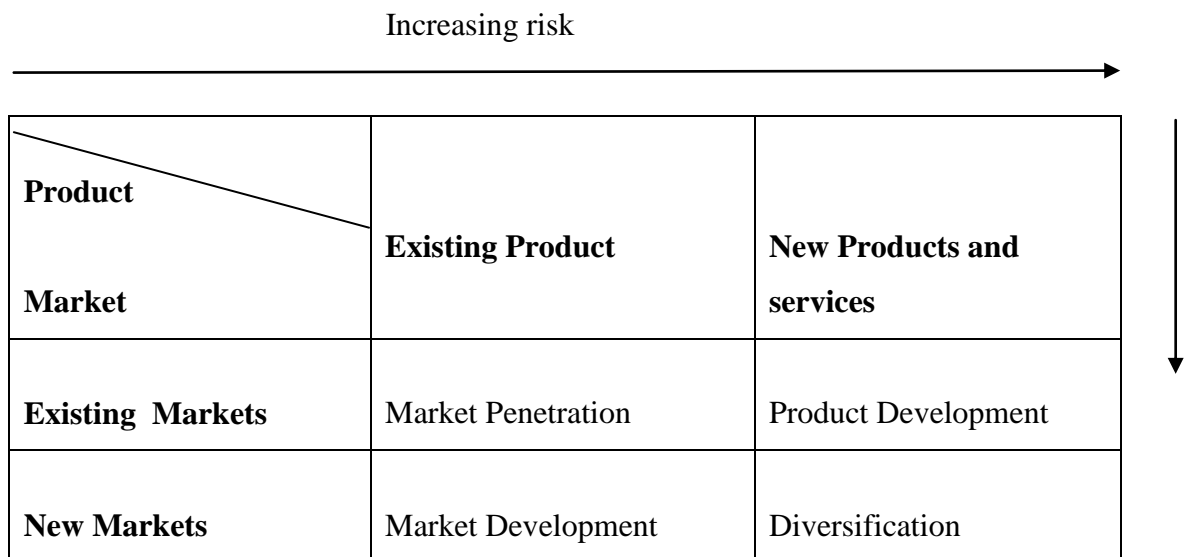 Increasing risk
Product
Market
Existing Product
New Products and
services
Existing Markets
Market Penetration
Product Development
New Markets
Market Development
Diversification